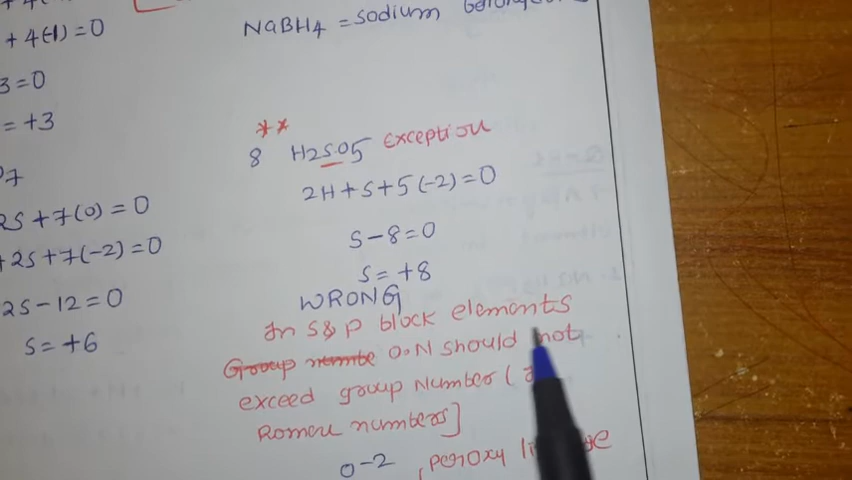 + 4(-1) = 0
3 = 0
= +3
7
2S + 7(0) = 0
+ 2S + 7(-2) = 0
2S - 12 = 0
S = +6
NaBH4 = Sodium
**
8 H2SO5 Exception
2H + S + 5(-2) = 0
S - 8 = 0
S = +8
WRONG
In S & P block elements
Group O.N should not
exceed group Number (
Roman numbers]
O-2 , peroxy